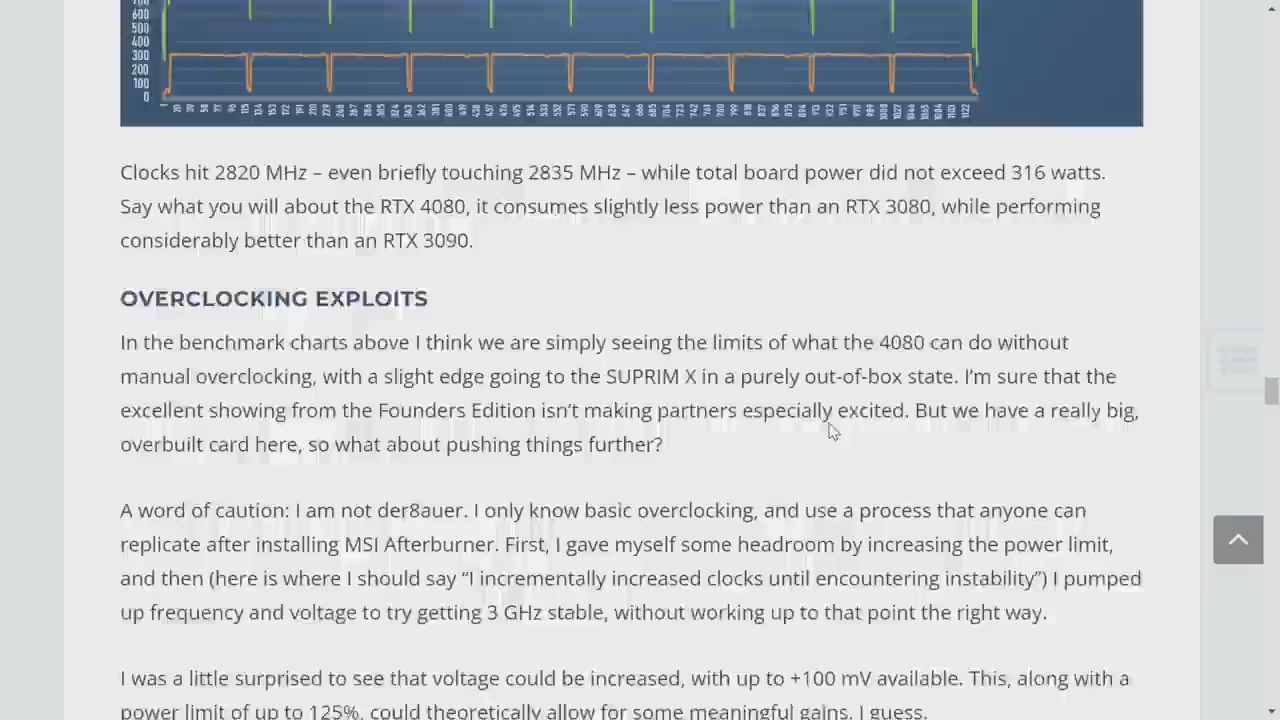 600
500
400
300
200
100
0
Clocks hit 2820 MHz – even briefly touching 2835 MHz – while total board power did not exceed 316 watts.
Say what you will about the RTX 4080, it consumes slightly less power than an RTX 3080, while performing
considerably better than an RTX 3090.
OVERCLOCKING EXPLOITS
In the benchmark charts above I think we are simply seeing the limits of what the 4080 can do without
manual overclocking, with a slight edge going to the SUPRIM X in a purely out-of-box state. I’m sure that the
excellent showing from the Founders Edition isn’t making partners especially excited. But we have a really big,
overbuilt card here, so what about pushing things further?
A word of caution: I am not der8auer. I only know basic overclocking, and use a process that anyone can
replicate after installing MSI Afterburner. First, I gave myself some headroom by increasing the power limit,
and then (here is where I should say “I incrementally increased clocks until encountering instability”) I pumped
up frequency and voltage to try getting 3 GHz stable, without working up to that point the right way.
I was a little surprised to see that voltage could be increased, with up to +100 mV available. This, along with a
power limit of up to 125%, could theoretically allow for some meaningful gains. I guess.